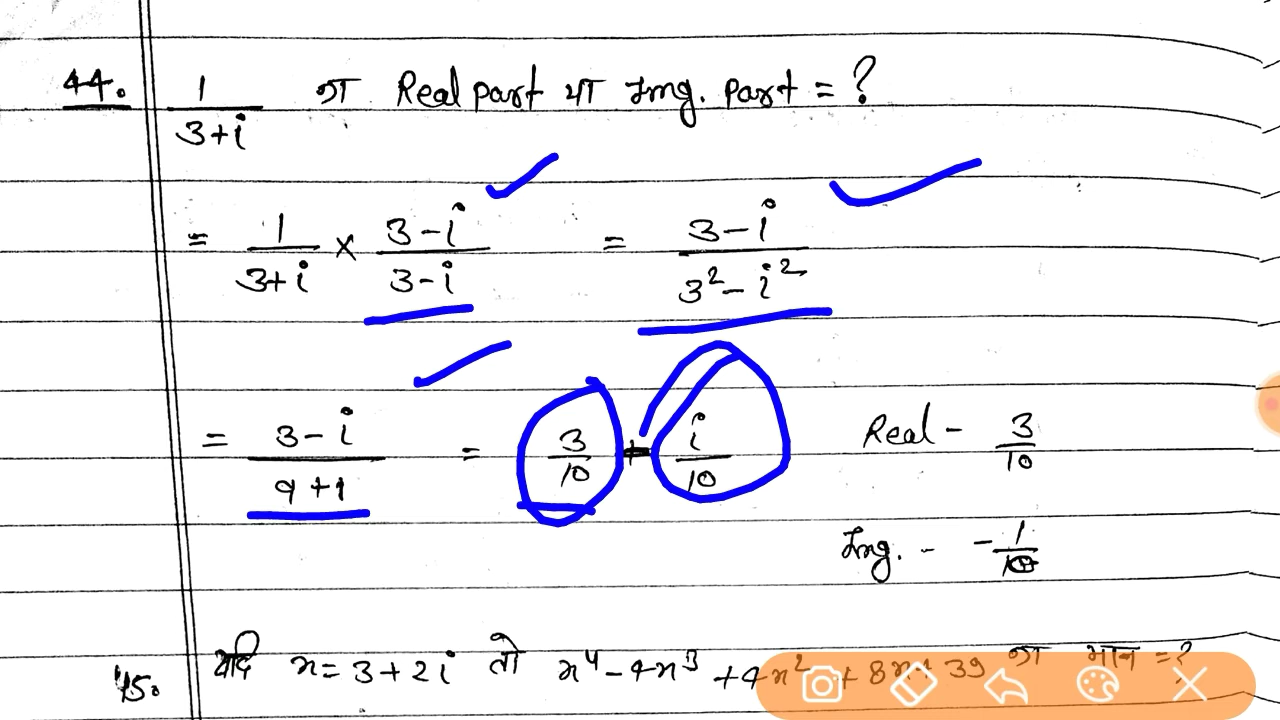 44. 1/(3+i) का Real part या Img. part = ?
= 1/(3+i) × (3-i)/(3-i) = (3-i)/(3²-i²)
= (3-i)/(9+1) = 3/10 + i/10 Real - 3/10
Img. - -1/10
45. यदि x=3+2i तो x⁴-4x³+4x²+8x+39 का मान =?